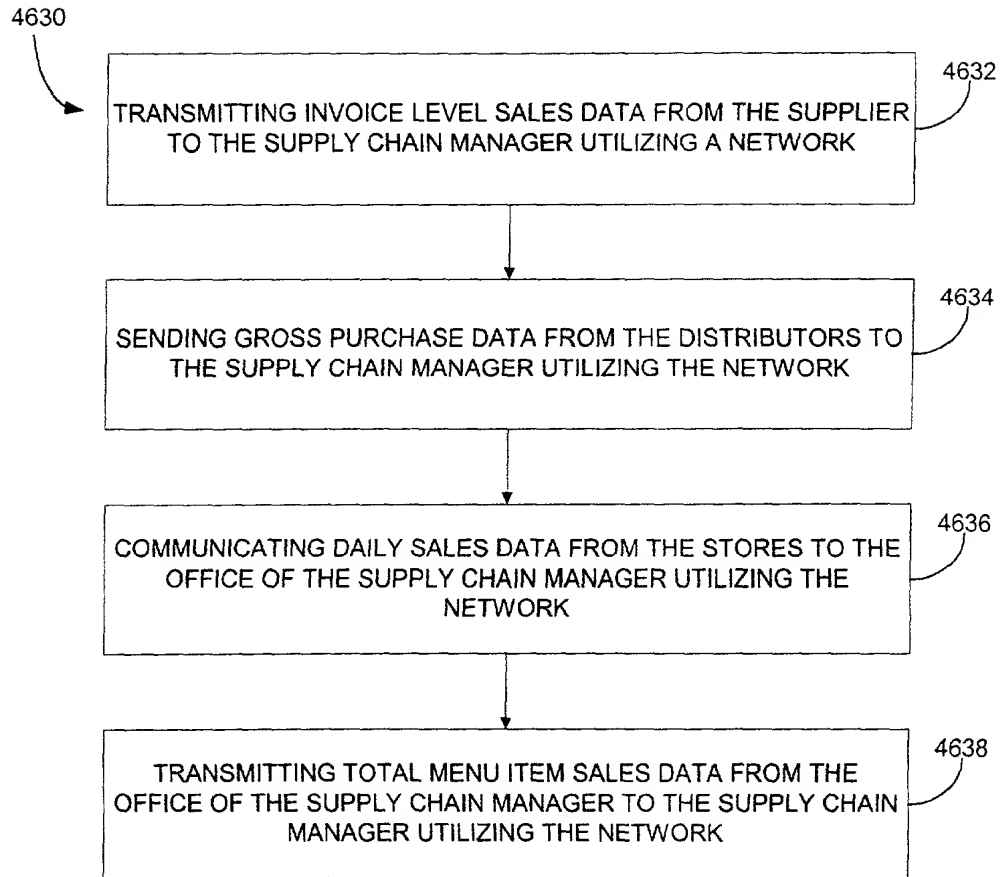 4630
4632
TRANSMITTING INVOICE LEVEL SALES DATA FROM THE SUPPLIER
TO THE SUPPLY CHAIN MANAGER UTILIZING A NETWORK
4634
SENDING GROSS PURCHASE DATA FROM THE DISTRIBUTORS TO
THE SUPPLY CHAIN MANAGER UTILIZING THE NETWORK
4636
COMMUNICATING DAILY SALES DATA FROM THE STORES TO THE
OFFICE OF THE SUPPLY CHAIN MANAGER UTILIZING THE
NETWORK
4638
TRANSMITTING TOTAL MENU ITEM SALES DATA FROM THE
OFFICE OF THE SUPPLY CHAIN MANAGER TO THE SUPPLY CHAIN
MANAGER UTILIZING THE NETWORK